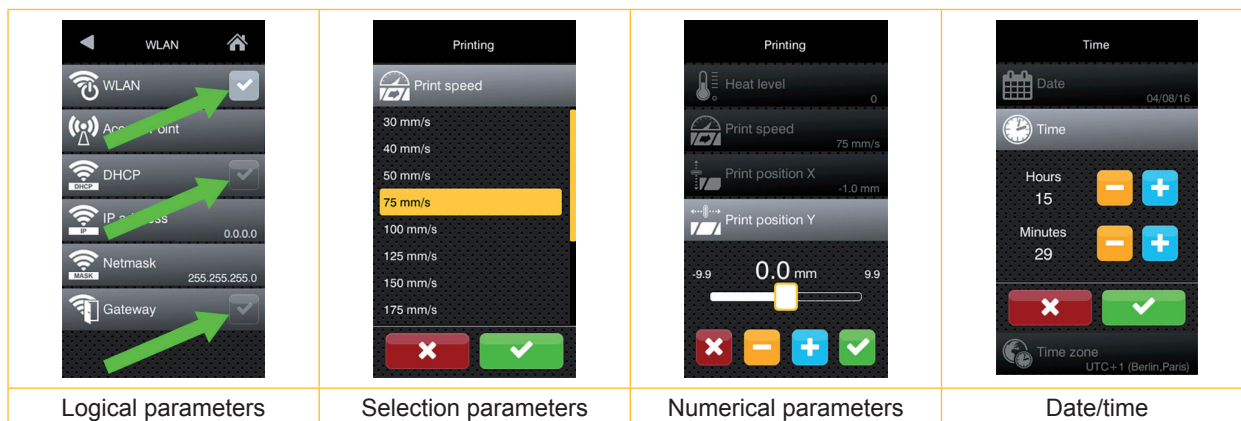 WLAN
WLAN
Access Point
DHCP
DHCP
IP address
IP
0.0.0.0
Netmask
MASK
255.255.255.0
Gateway
Logical parameters
Printing
Print speed
30 mm/s
40 mm/s
50 mm/s
75 mm/s
100 mm/s
125 mm/s
150 mm/s
175 mm/s
Selection parameters
Printing
Heat level
0
Print speed
75 mm/s
Print position X
-1.0 mm
Print position Y
-9.9 0.0 mm 9.9
Numerical parameters
Time
Date
04/08/16
Time
Hours
15
Minutes
29
Time zone
UTC+1 (Berlin,Paris)
Date/time